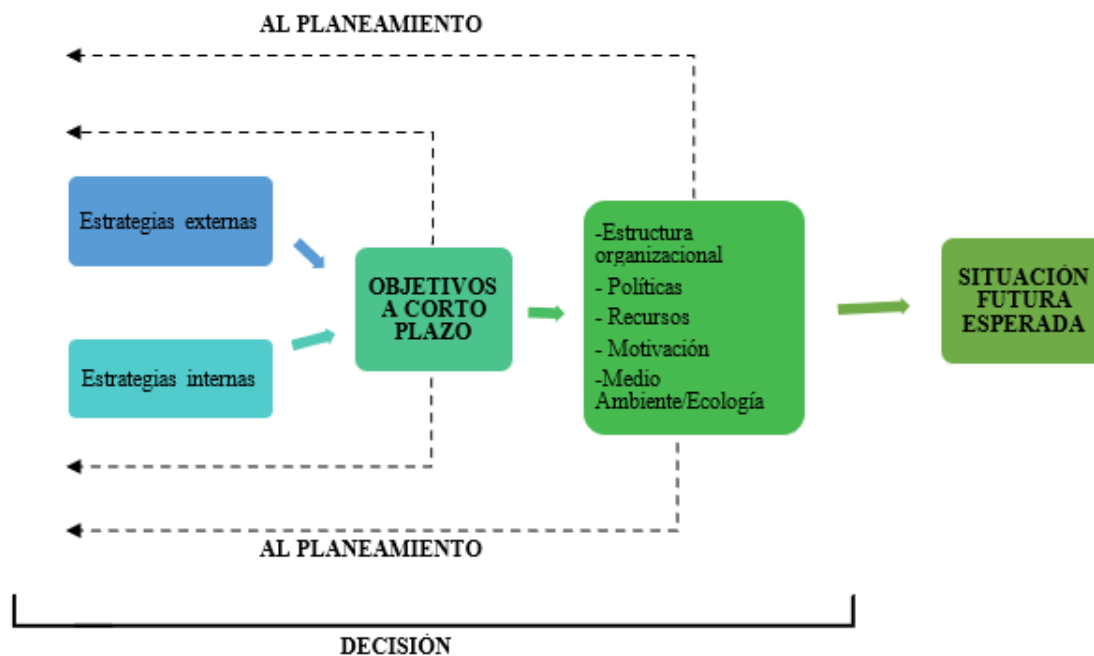 AL PLANEAMIENTO
Estrategias externas
Estrategias internas
OBJETIVOS
A CORTO
PLAZO
-Estructura
organizacional
- Políticas
- Recursos
- Motivación
-Medio
Ambiente/Ecología
SITUACIÓN
FUTURA
ESPERADA
AL PLANEAMIENTO
DECISIÓN